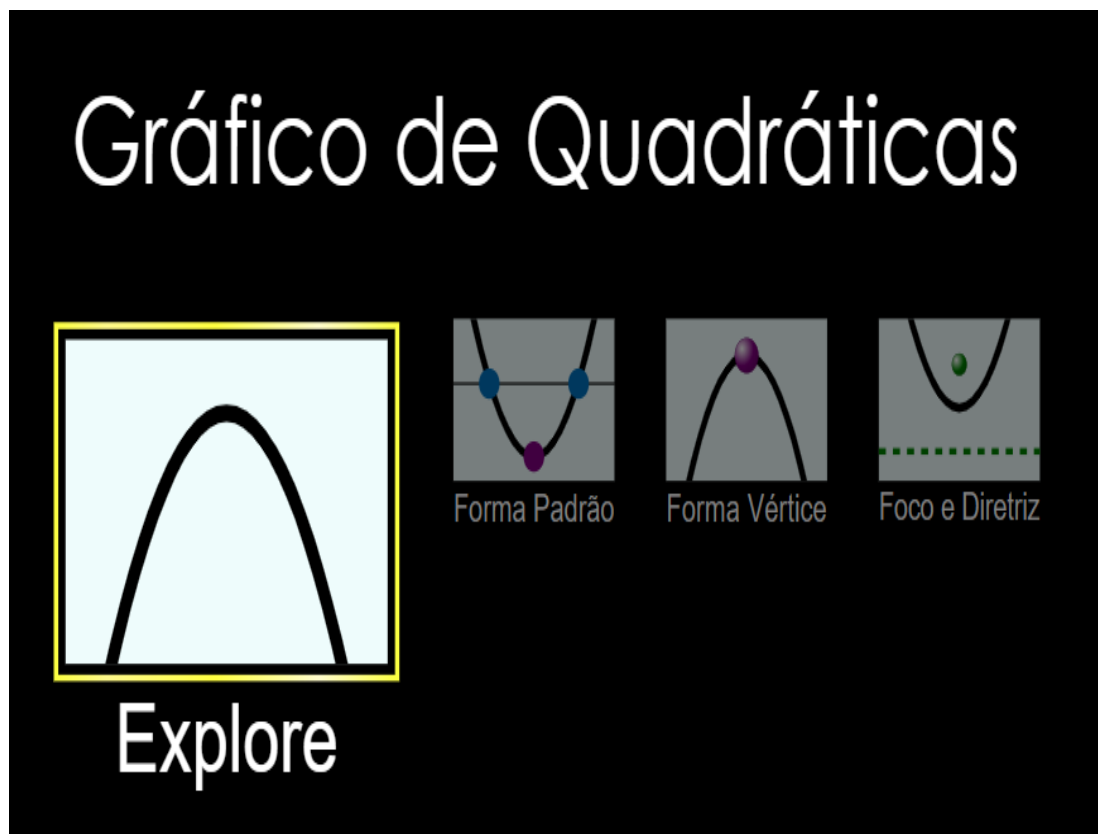 Gráfico de Quadráticas
Explore
Forma Padrão
Forma Vértice
Foco e Diretriz